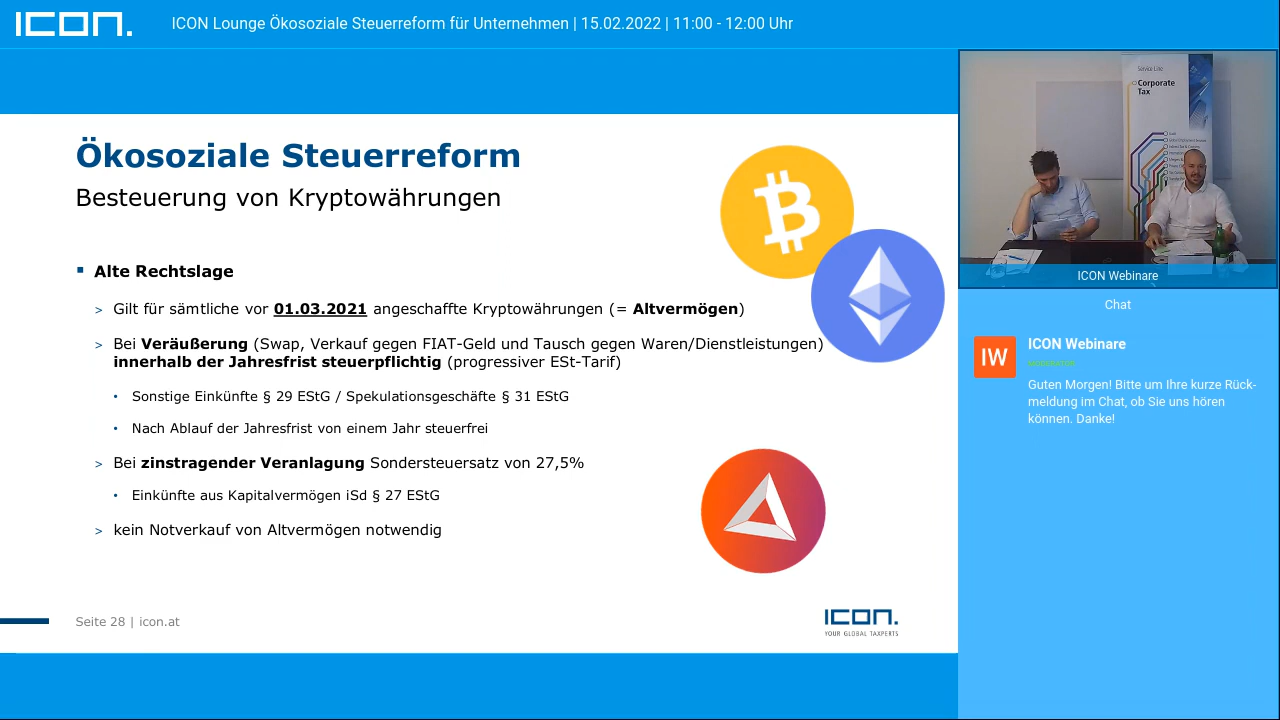 ICON.
ICON Lounge Ökosoziale Steuerreform für Unternehmen | 15.02.2022 | 11:00 - 12:00 Uhr
Ökosoziale Steuerreform
Besteuerung von Kryptowährungen
▪ Alte Rechtslage
> Gilt für sämtliche vor 01.03.2021 angeschaffte Kryptowährungen (= Altvermögen)
> Bei Veräußerung (Swap, Verkauf gegen FIAT-Geld und Tausch gegen Waren/Dienstleistungen)
innerhalb der Jahresfrist steuerpflichtig (progressiver ESt-Tarif)
• Sonstige Einkünfte § 29 EStG / Spekulationsgeschäfte § 31 EStG
• Nach Ablauf der Jahresfrist von einem Jahr steuerfrei
> Bei zinstragender Veranlagung Sondersteuersatz von 27,5%
• Einkünfte aus Kapitalvermögen iSd § 27 EStG
> kein Notverkauf von Altvermögen notwendig
Seite 28 | icon.at
ICON.
YOUR GLOBAL TAXPERTS
Service Line
Corporate
Tax
ICON Webinare
Chat
IW
ICON Webinare
MODERATOR
Guten Morgen! Bitte um Ihre kurze Rück-
meldung im Chat, ob Sie uns hören
können. Danke!